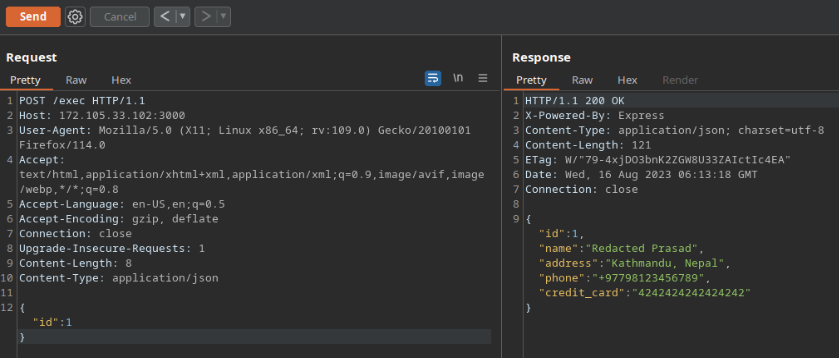 Send
Cancel
< > 
Request
Pretty Raw Hex
\n
1 POST /exec HTTP/1.1
2 Host: 172.105.33.102:3000
3 User-Agent: Mozilla/5.0 (X11; Linux x86_64; rv:109.0) Gecko/20100101
Firefox/114.0
4 Accept:
text/html,application/xhtml+xml,application/xml;q=0.9,image/avif,image
/webp,*/*;q=0.8
5 Accept-Language: en-US,en;q=0.5
6 Accept-Encoding: gzip, deflate
7 Connection: close
8 Upgrade-Insecure-Requests: 1
9 Content-Length: 8
10 Content-Type: application/json
11
12 {
"id":1
}
Response
Pretty Raw Hex Render
1 HTTP/1.1 200 OK
2 X-Powered-By: Express
3 Content-Type: application/json; charset=utf-8
4 Content-Length: 121
5 ETag: W/"79-4xjDO3bnK2ZGW8U33ZAIctIc4EA"
6 Date: Wed, 16 Aug 2023 06:13:18 GMT
7 Connection: close
8
9 {
"id":1,
"name":"Redacted Prasad",
"address":"Kathmandu, Nepal",
"phone":"+97798123456789",
"credit_card":"4242424242424242"
}